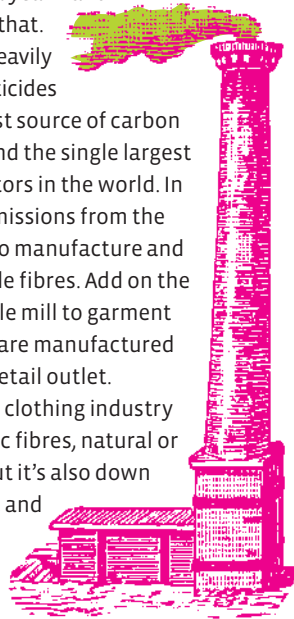 that.
eavily
icides
st source of carbon
nd the single largest
tors in the world. In
missions from the
o manufacture and
le fibres. Add on the
le mill to garment
are manufactured
etail outlet.
clothing industry
c fibres, natural or
ut it's also down
and